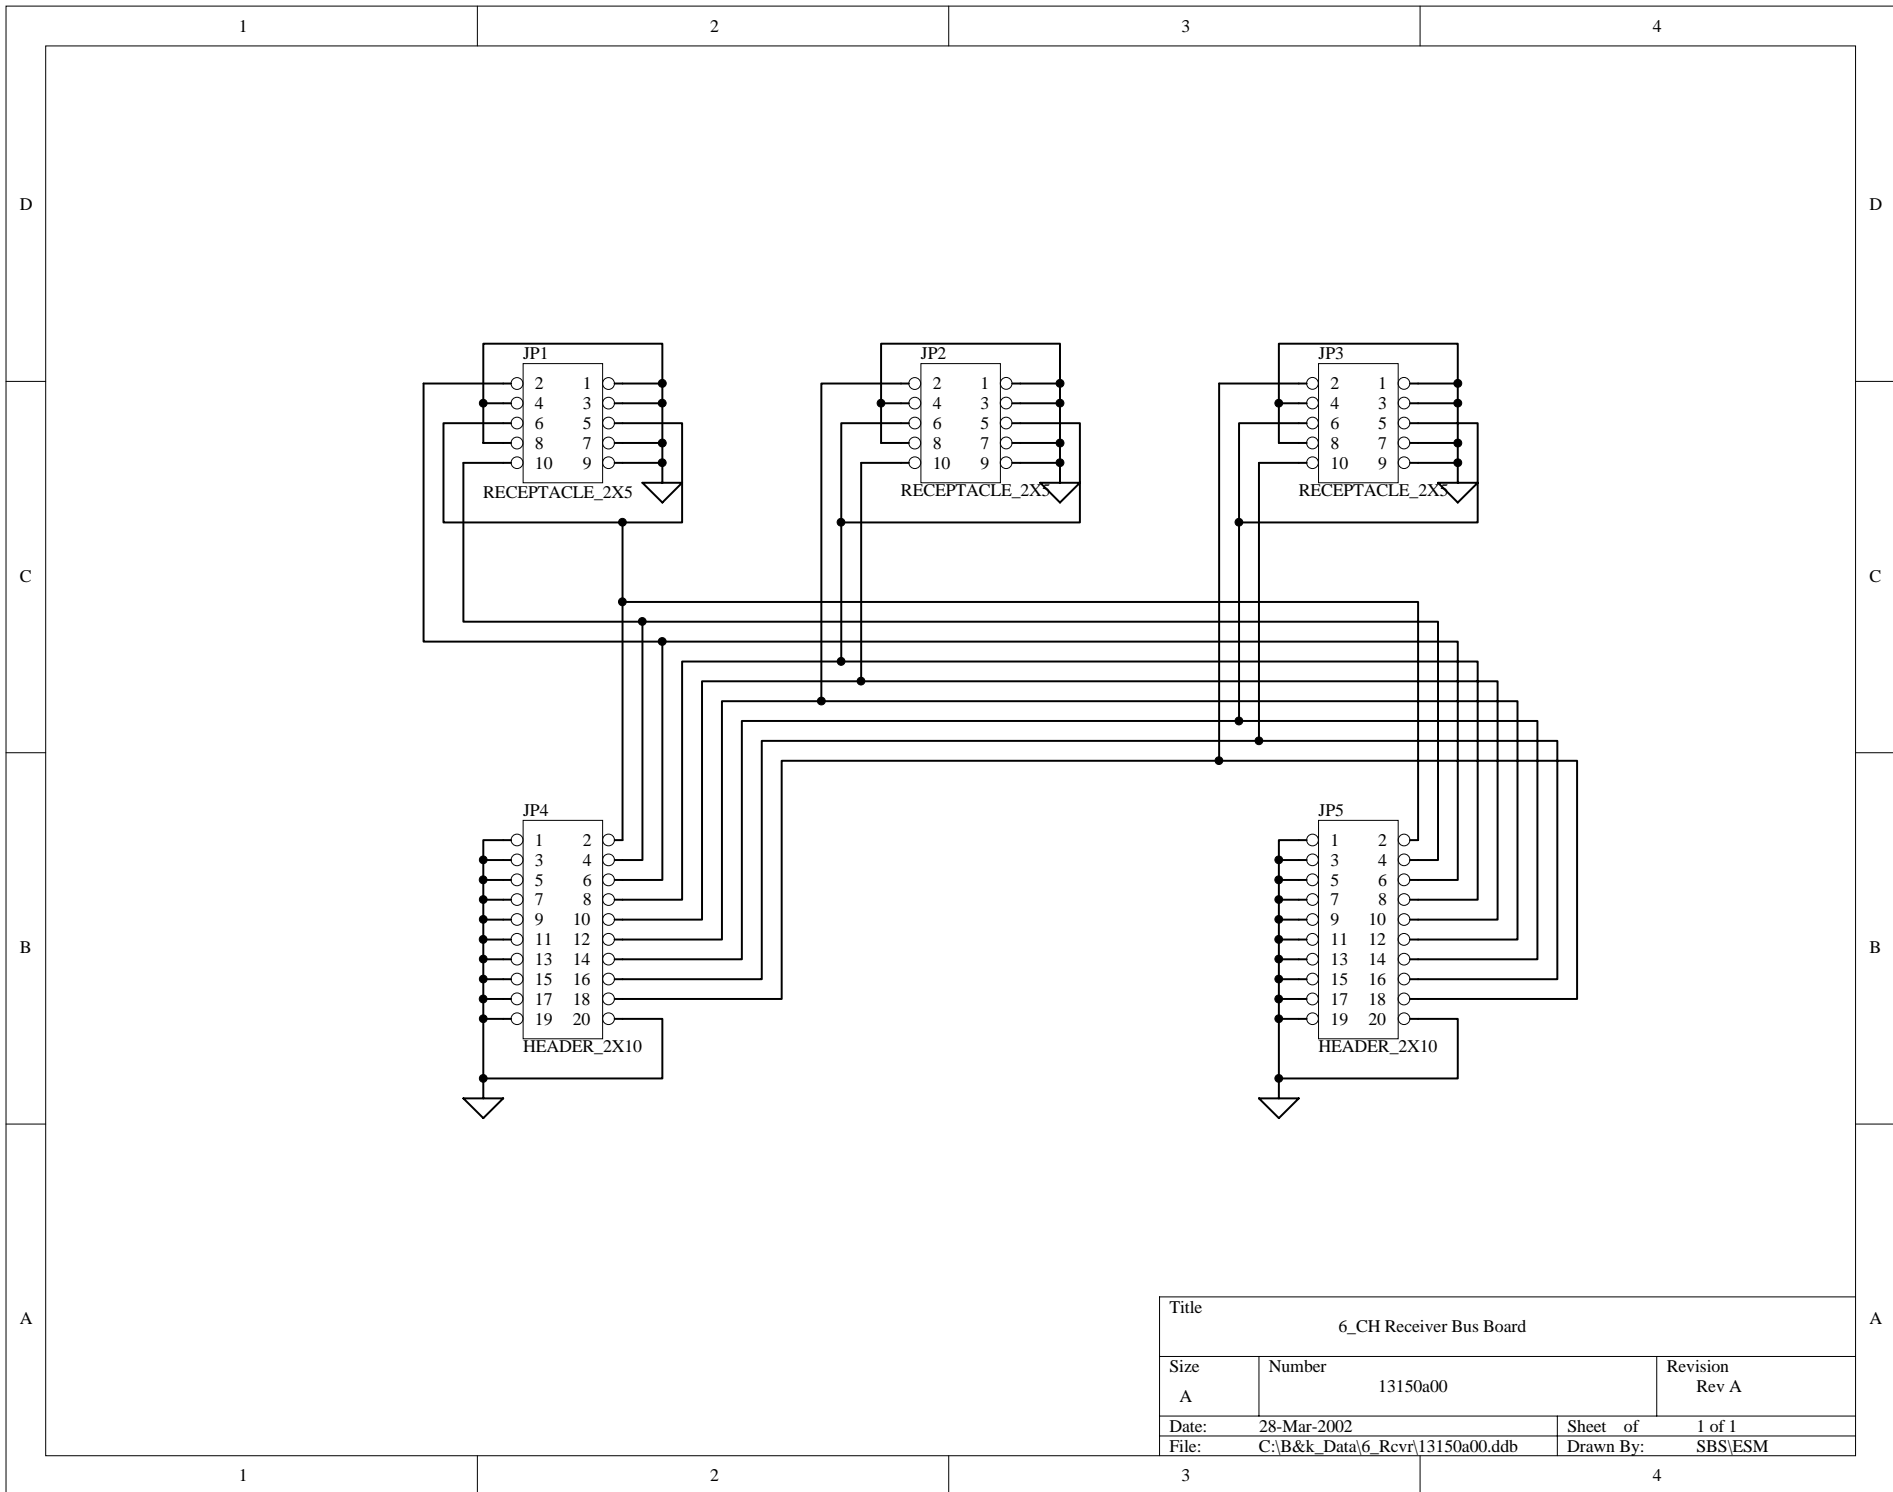 1 2 3 4
D D
JP1 JP2 JP3
2 1 2 1 2 1
4 3 4 3 4 3
6 5 6 5 6 5
8 7 8 7 8 7
10 9 10 9 10 9
RECEPTACLE_2X5 RECEPTACLE_2X5 RECEPTACLE_2X5
C C
JP4 JP5
1 2 1 2
3 4 3 4
5 6 5 6
7 8 7 8
9 10 9 10
11 12 11 12
B B
13 14 13 14
15 16 15 16
17 18 17 18
19 20 19 20
HEADER_2X10 HEADER_2X10
A A
Title
6_CH Receiver Bus Board
Size Number Revision
A 13150a00 Rev A
Date: 28-Mar-2002 Sheet of 1 of 1
File: C:\B&k_Data\6_Rcvr\13150a00.ddb Drawn By: SBS\ESM
1 2 3 4